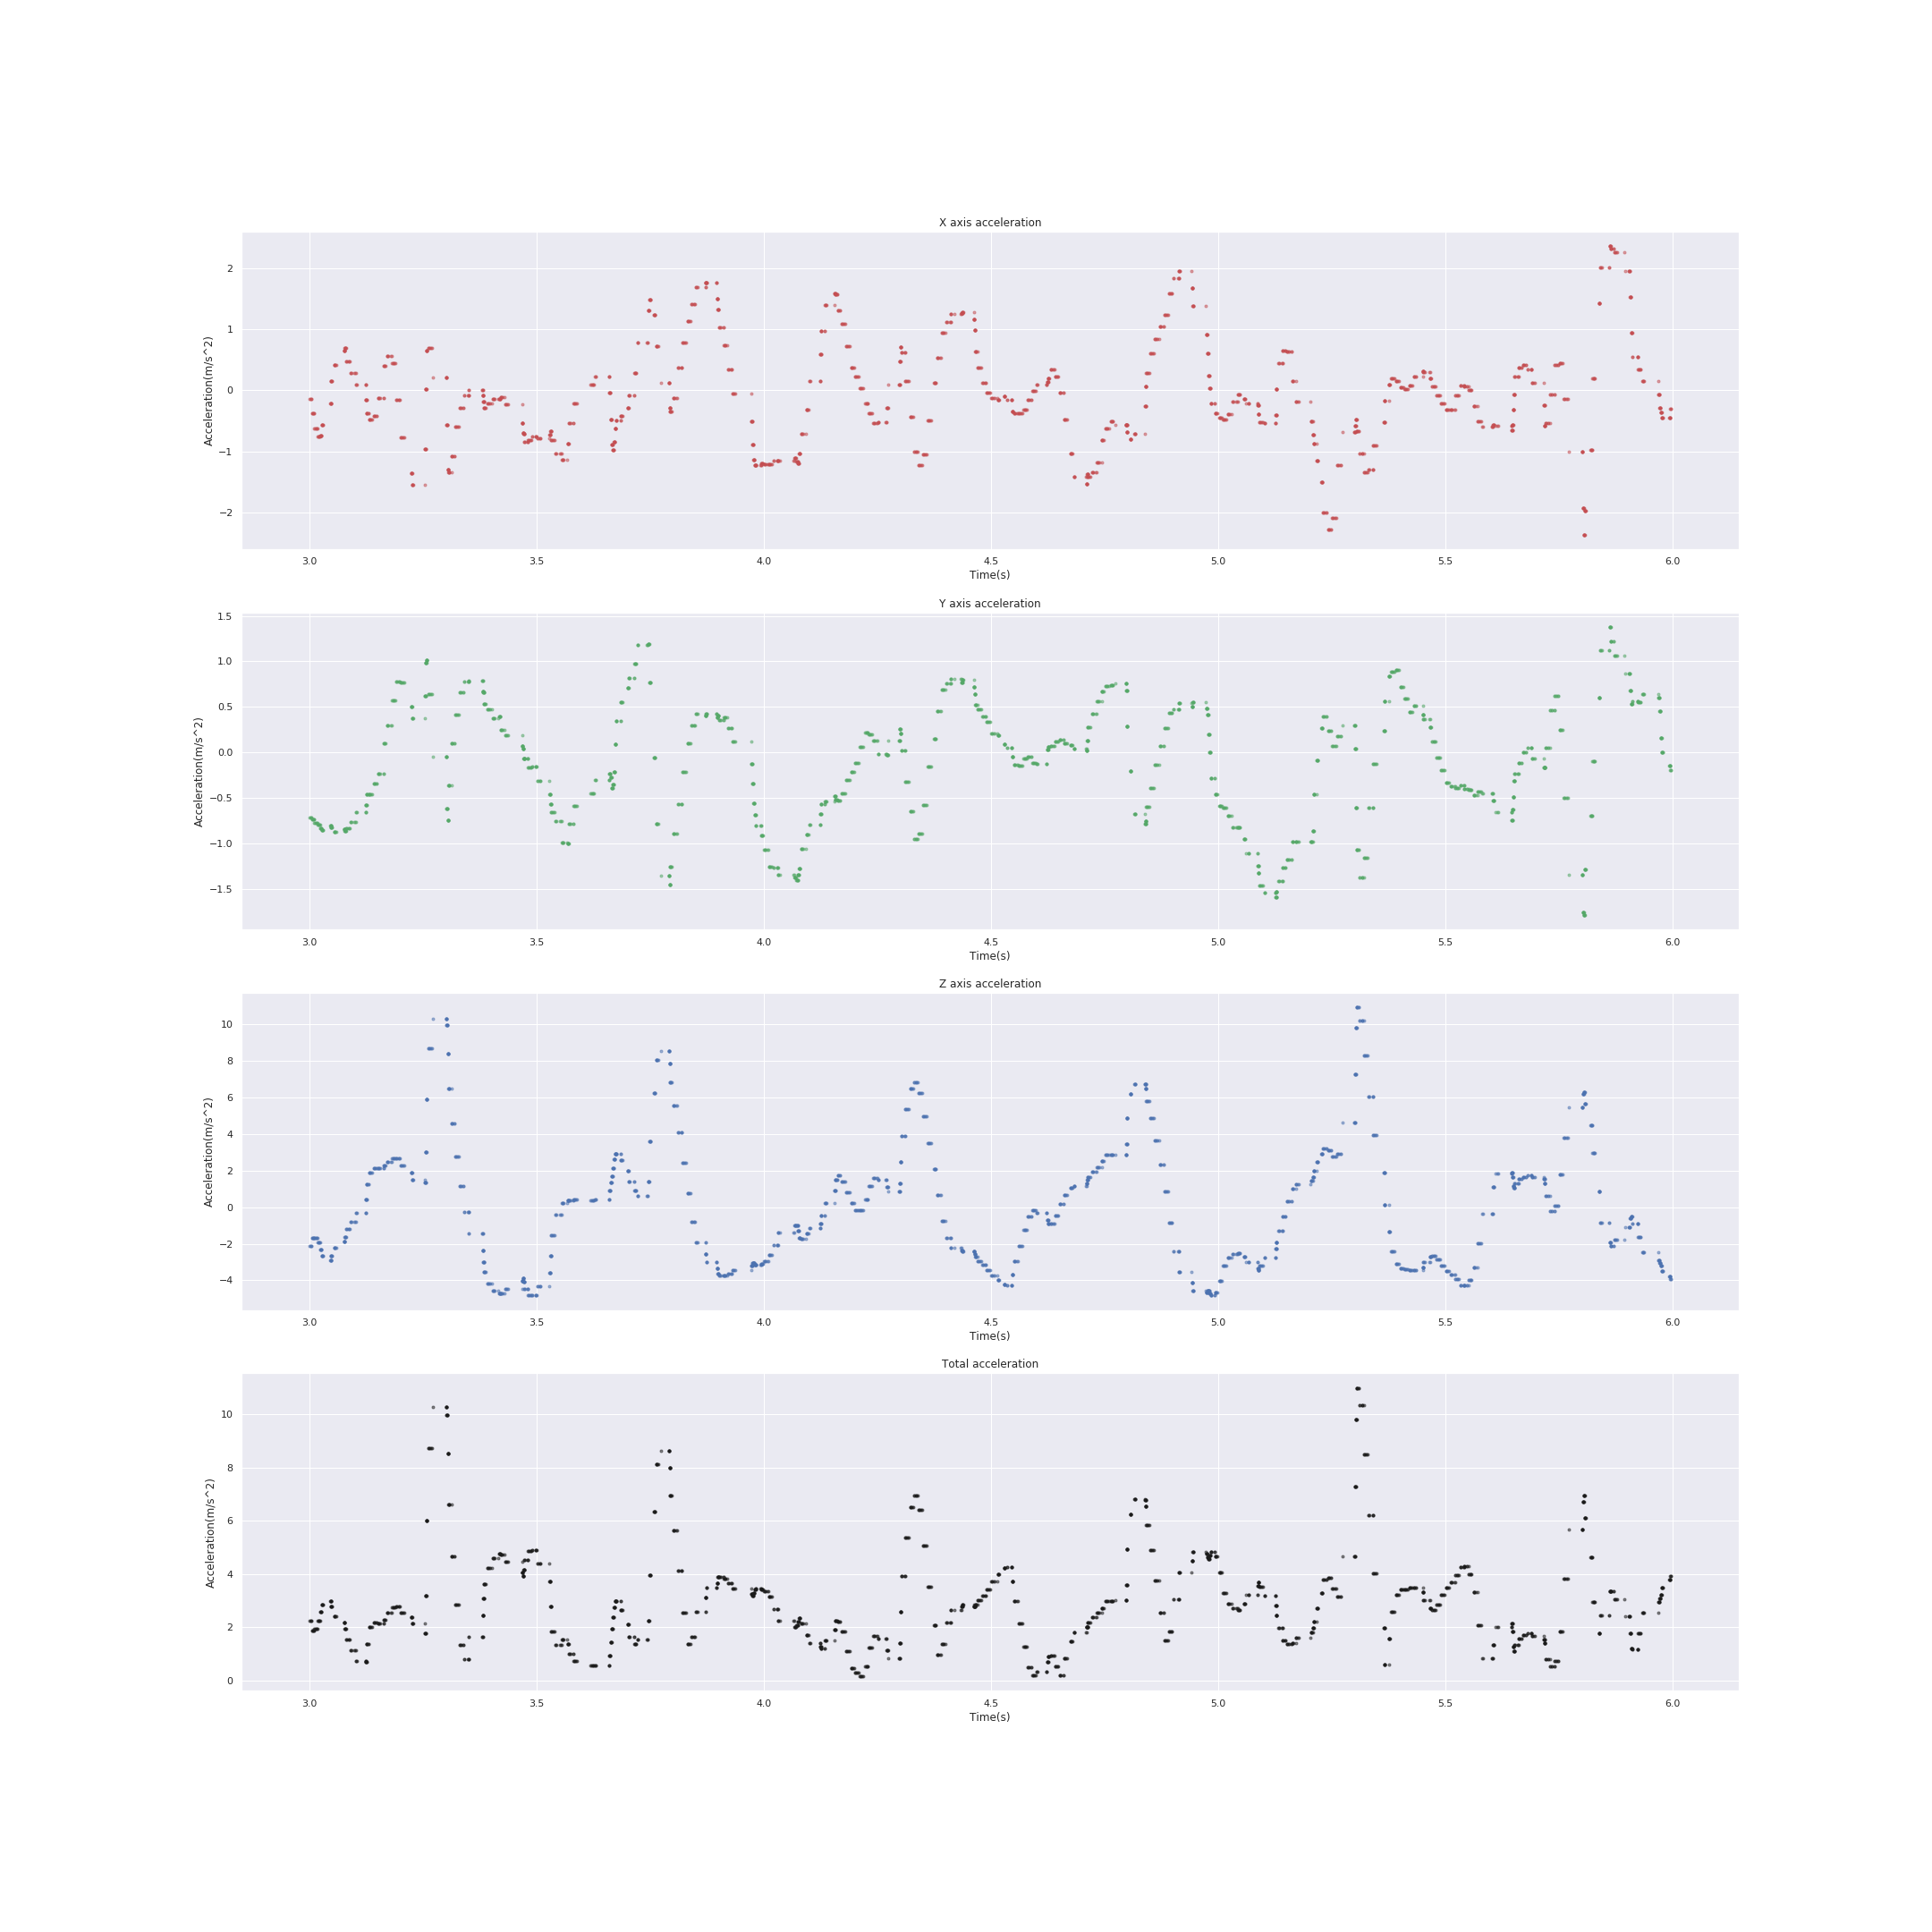 X axis acceleration
Acceleration(m/s^2)
2
1
0
−1
−2
3.0 3.5 4.0 4.5 5.0 5.5 6.0
Time(s)
Y axis acceleration
Acceleration(m/s^2)
1.5
1.0
0.5
0.0
−0.5
−1.0
−1.5
3.0 3.5 4.0 4.5 5.0 5.5 6.0
Time(s)
Z axis acceleration
Acceleration(m/s^2)
10
8
6
4
2
0
−2
−4
3.0 3.5 4.0 4.5 5.0 5.5 6.0
Time(s)
Total acceleration
Acceleration(m/s^2)
10
8
6
4
2
0
3.0 3.5 4.0 4.5 5.0 5.5 6.0
Time(s)